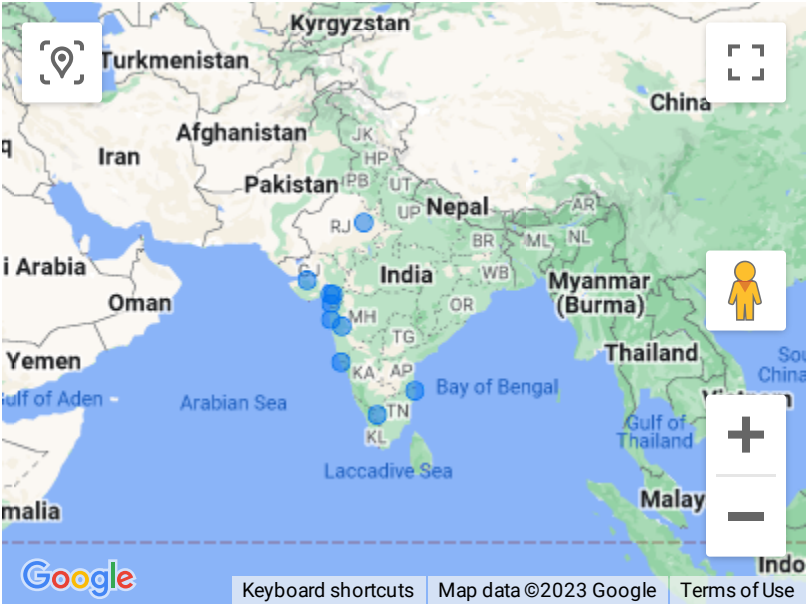 Kyrgyzstan
Turkmenistan
China
Afghanistan
JK
q
Iran
HP
Pakistan
PB
UT
AR
UP
Nepal
RJ
BR
ML
NL
i Arabia
GJ
India
WB
Myanmar
(Burma)
Oman
OR
MH
TG
Thailand
Yemen
KA
AP
Sou
China
Bay of Bengal
ulf of Aden
Arabian Sea
TN
Gulf of
Thailand
KL
Laccadive Sea
Malay
malia
Indo
Google
Keyboard shortcuts
Map data ©2023 Google
Terms of Use